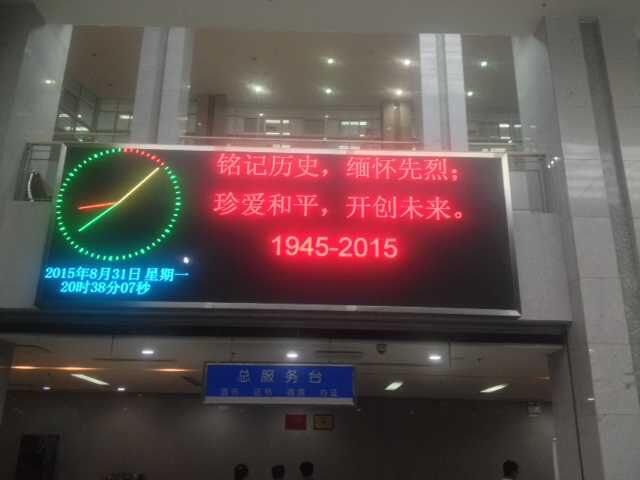 铭记历史，缅怀先烈；
珍爱和平，开创未来。
1945-2015
2015年8月31日 星期一
20时38分07秒
总服务台